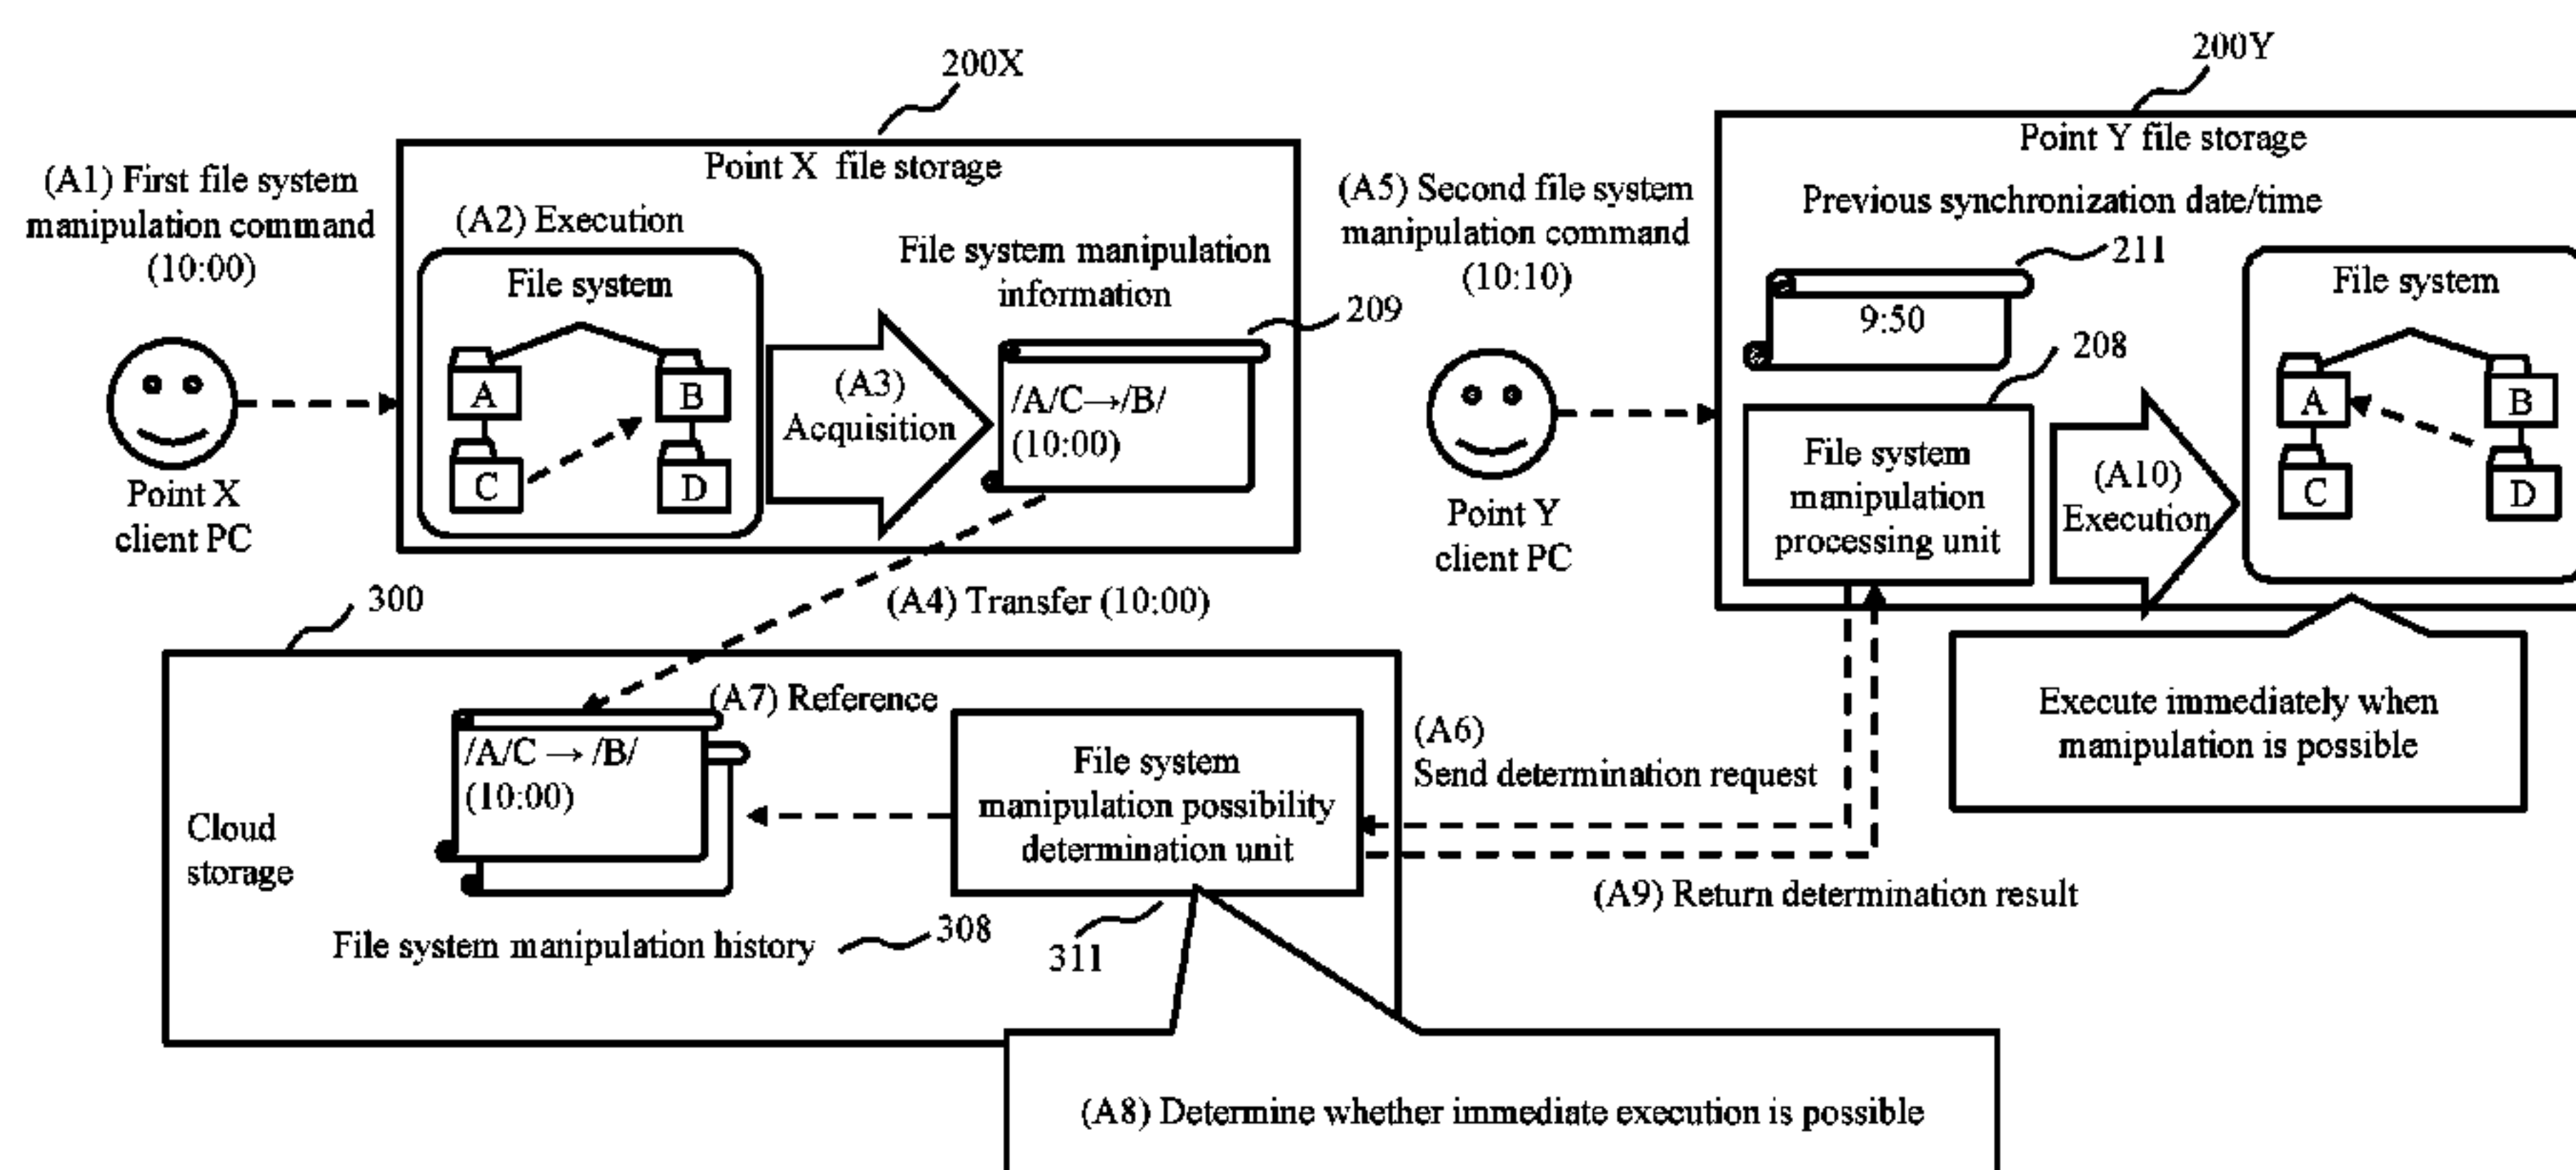 200X
200Y
(A1) First file system
manipulation command
(10:00)
Point X
client PC
Point X file storage
(A2) Execution
File system
A
B
C
D
(A3)
Acquisition
File system manipulation
information
209
/A/C→/B/
(10:00)
(A4) Transfer (10:00)
(A5) Second file system
manipulation command
(10:10)
Point Y
client PC
Point Y file storage
Previous synchronization date/time
211
9:50
208
File system
manipulation
processing unit
(A10)
Execution
File system
A
B
C
D
Execute immediately when
manipulation is possible
300
Cloud
storage
(A7) Reference
/A/C → /B/
(10:00)
File system manipulation history
308
File system
manipulation possibility
determination unit
311
(A6)
Send determination request
(A9) Return determination result
(A8) Determine whether immediate execution is possible